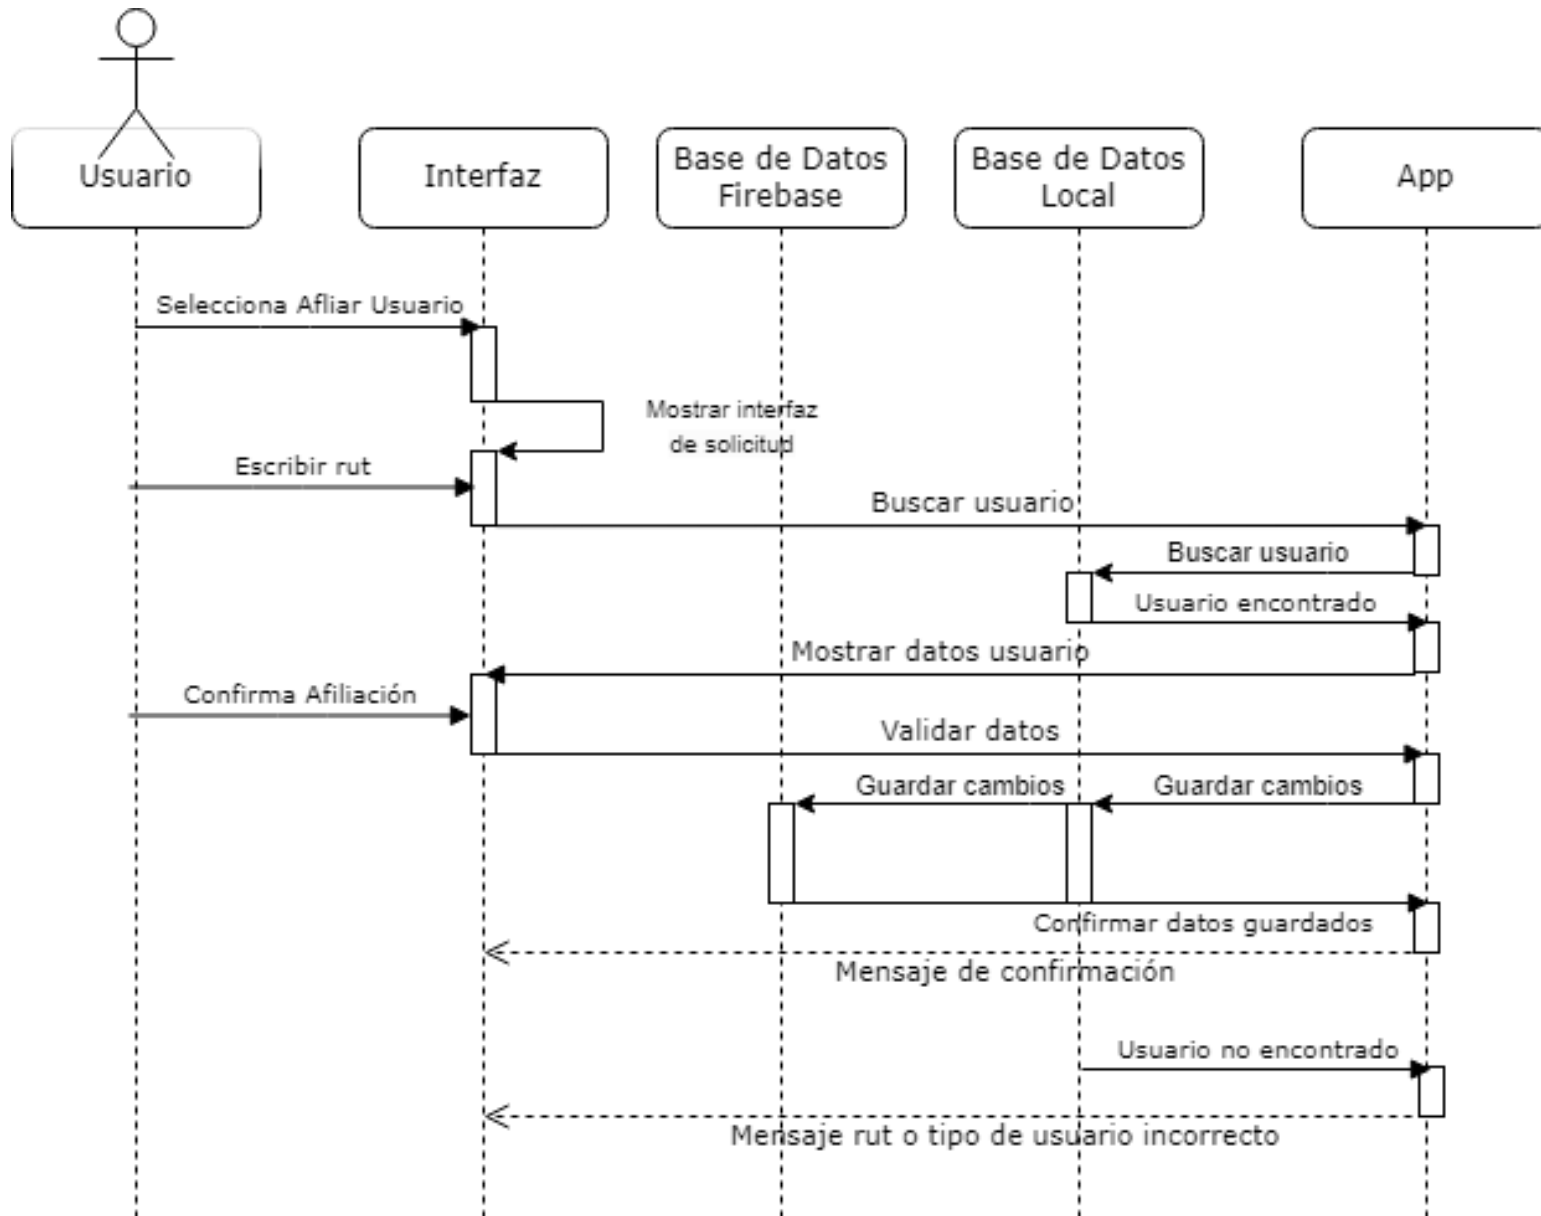 Usuario
Interfaz
Base de Datos
Firebase
Base de Datos
Local
App
Selecciona Afliar Usuario
Mostrar interfaz
de solicitud
Escribir rut
Buscar usuario
Buscar usuario
Usuario encontrado
Mostrar datos usuario
Confirma Afiliación
Validar datos
Guardar cambios
Guardar cambios
Confirmar datos guardados
Mensaje de confirmación
Usuario no encontrado
Mensaje rut o tipo de usuario incorrecto